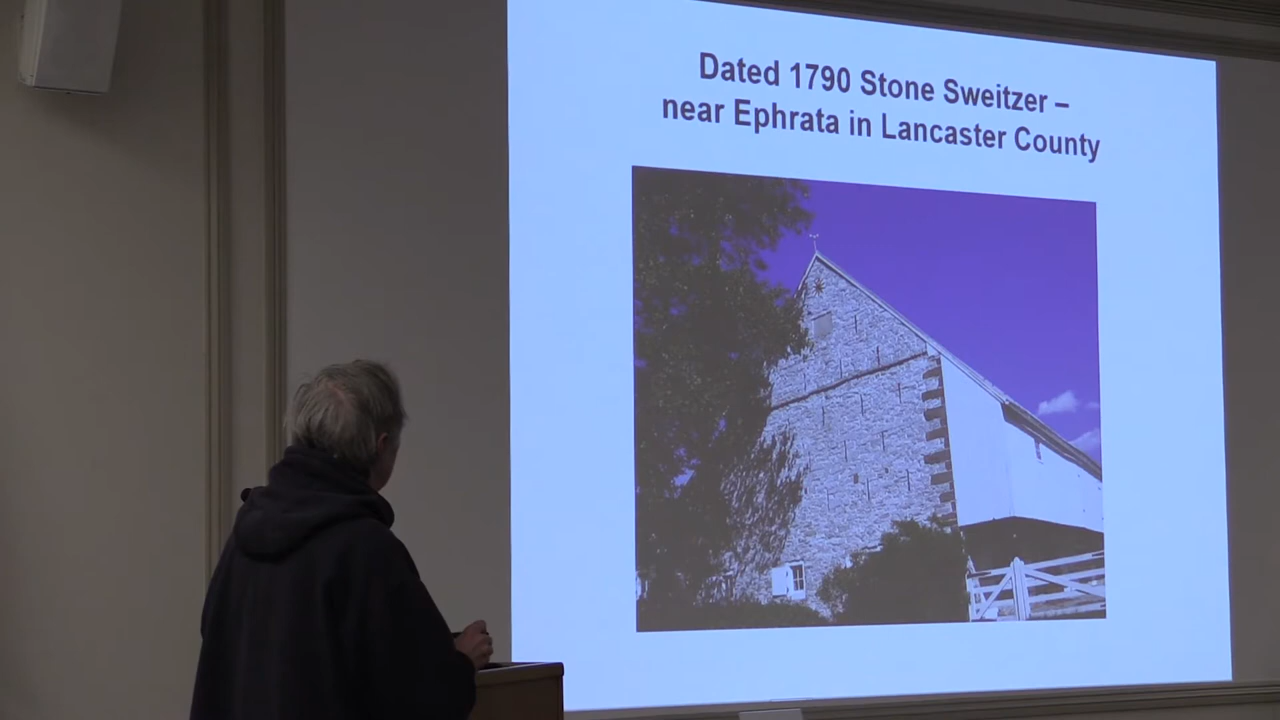 Dated 1790 Stone Sweitzer –
near Ephrata in Lancaster County